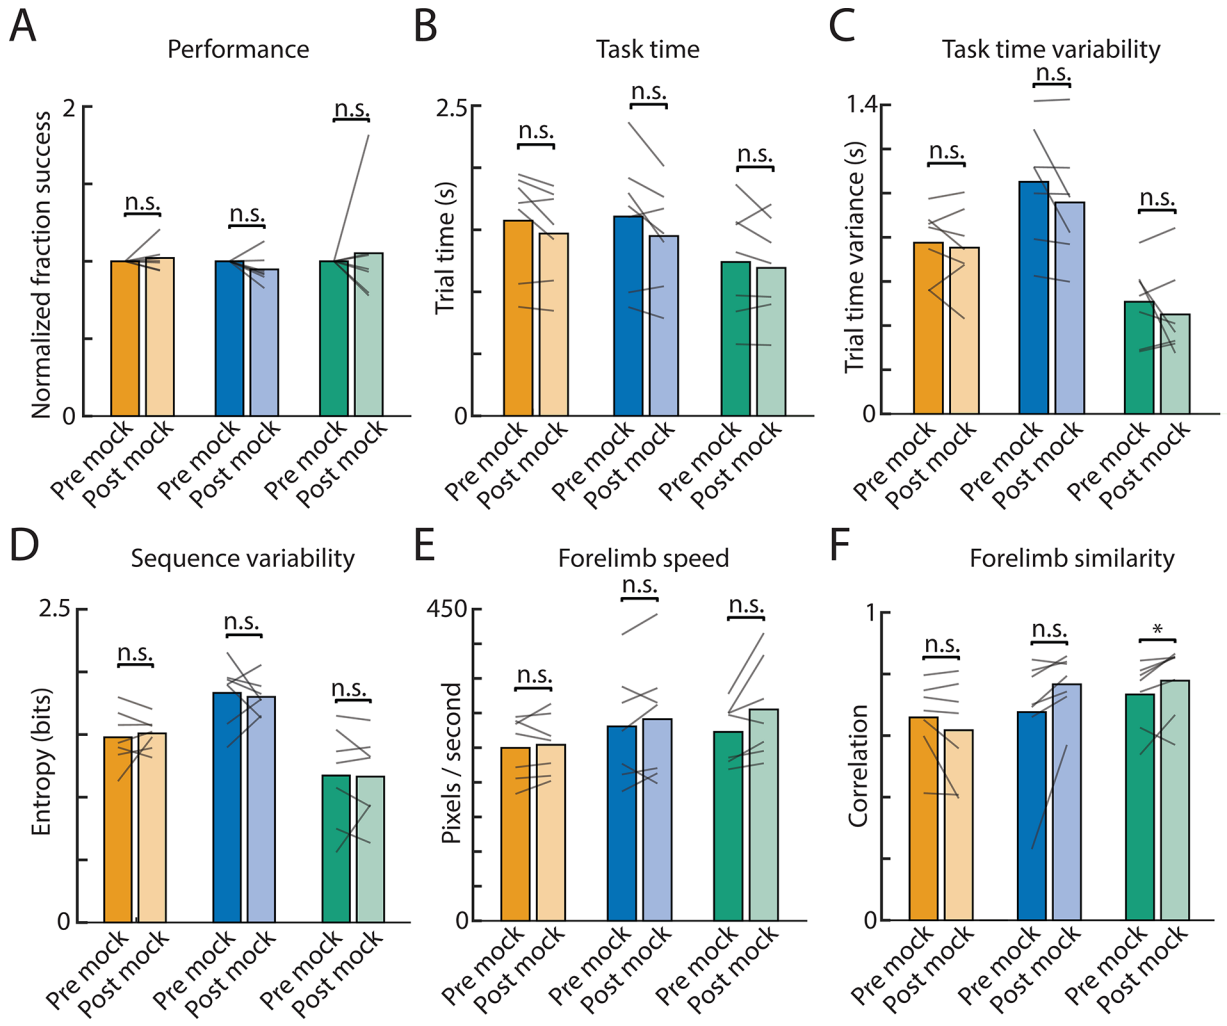 A
Performance
Normalized fraction success
2
0
n.s.
n.s.
n.s.
Pre mock
Post mock
Pre mock
Post mock
Pre mock
Post mock
B
Task time
Trial time (s)
2.5
0
n.s.
n.s.
n.s.
Pre mock
Post mock
Pre mock
Post mock
Pre mock
Post mock
C
Task time variability
Trial time variance (s)
1.4
0
n.s.
n.s.
n.s.
Pre mock
Post mock
Pre mock
Post mock
Pre mock
Post mock
D
Sequence variability
Entropy (bits)
2.5
0
n.s.
n.s.
n.s.
Pre mock
Post mock
Pre mock
Post mock
Pre mock
Post mock
E
Forelimb speed
Pixels / second
450
0
n.s.
n.s.
n.s.
Pre mock
Post mock
Pre mock
Post mock
Pre mock
Post mock
F
Forelimb similarity
Correlation
1
0
n.s.
n.s.
*
Pre mock
Post mock
Pre mock
Post mock
Pre mock
Post mock